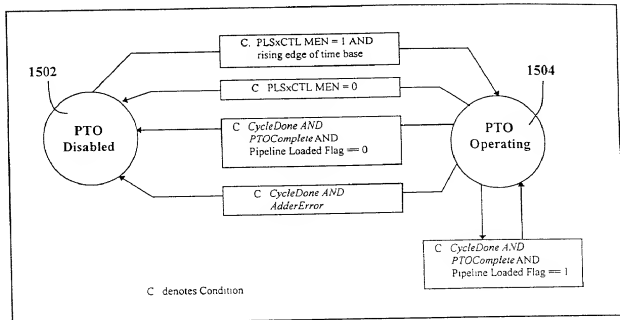 C. PLSxCTL MEN = 1 AND
rising edge of time base
1502
1504
C PLSxCTL MEN = 0
PTO
Disabled
C CycleDone AND
PTOComplete AND
Pipeline Loaded Flag == 0
PTO
Operating
C CycleDone AND
AdderError
C CycleDone AND
PTOComplete AND
Pipeline Loaded Flag == 1
C denotes Condition